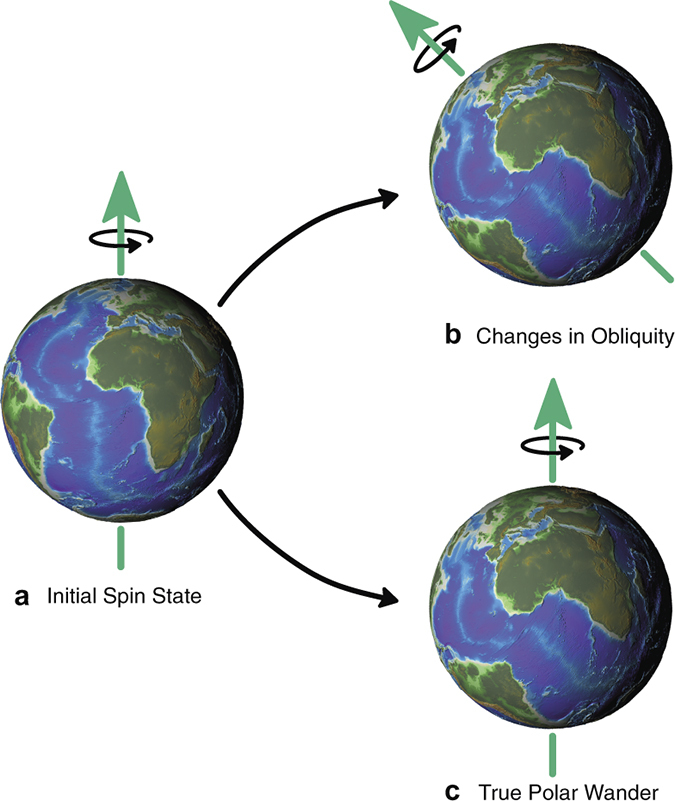 b Changes in Obliquity
a Initial Spin State
c True Polar Wander